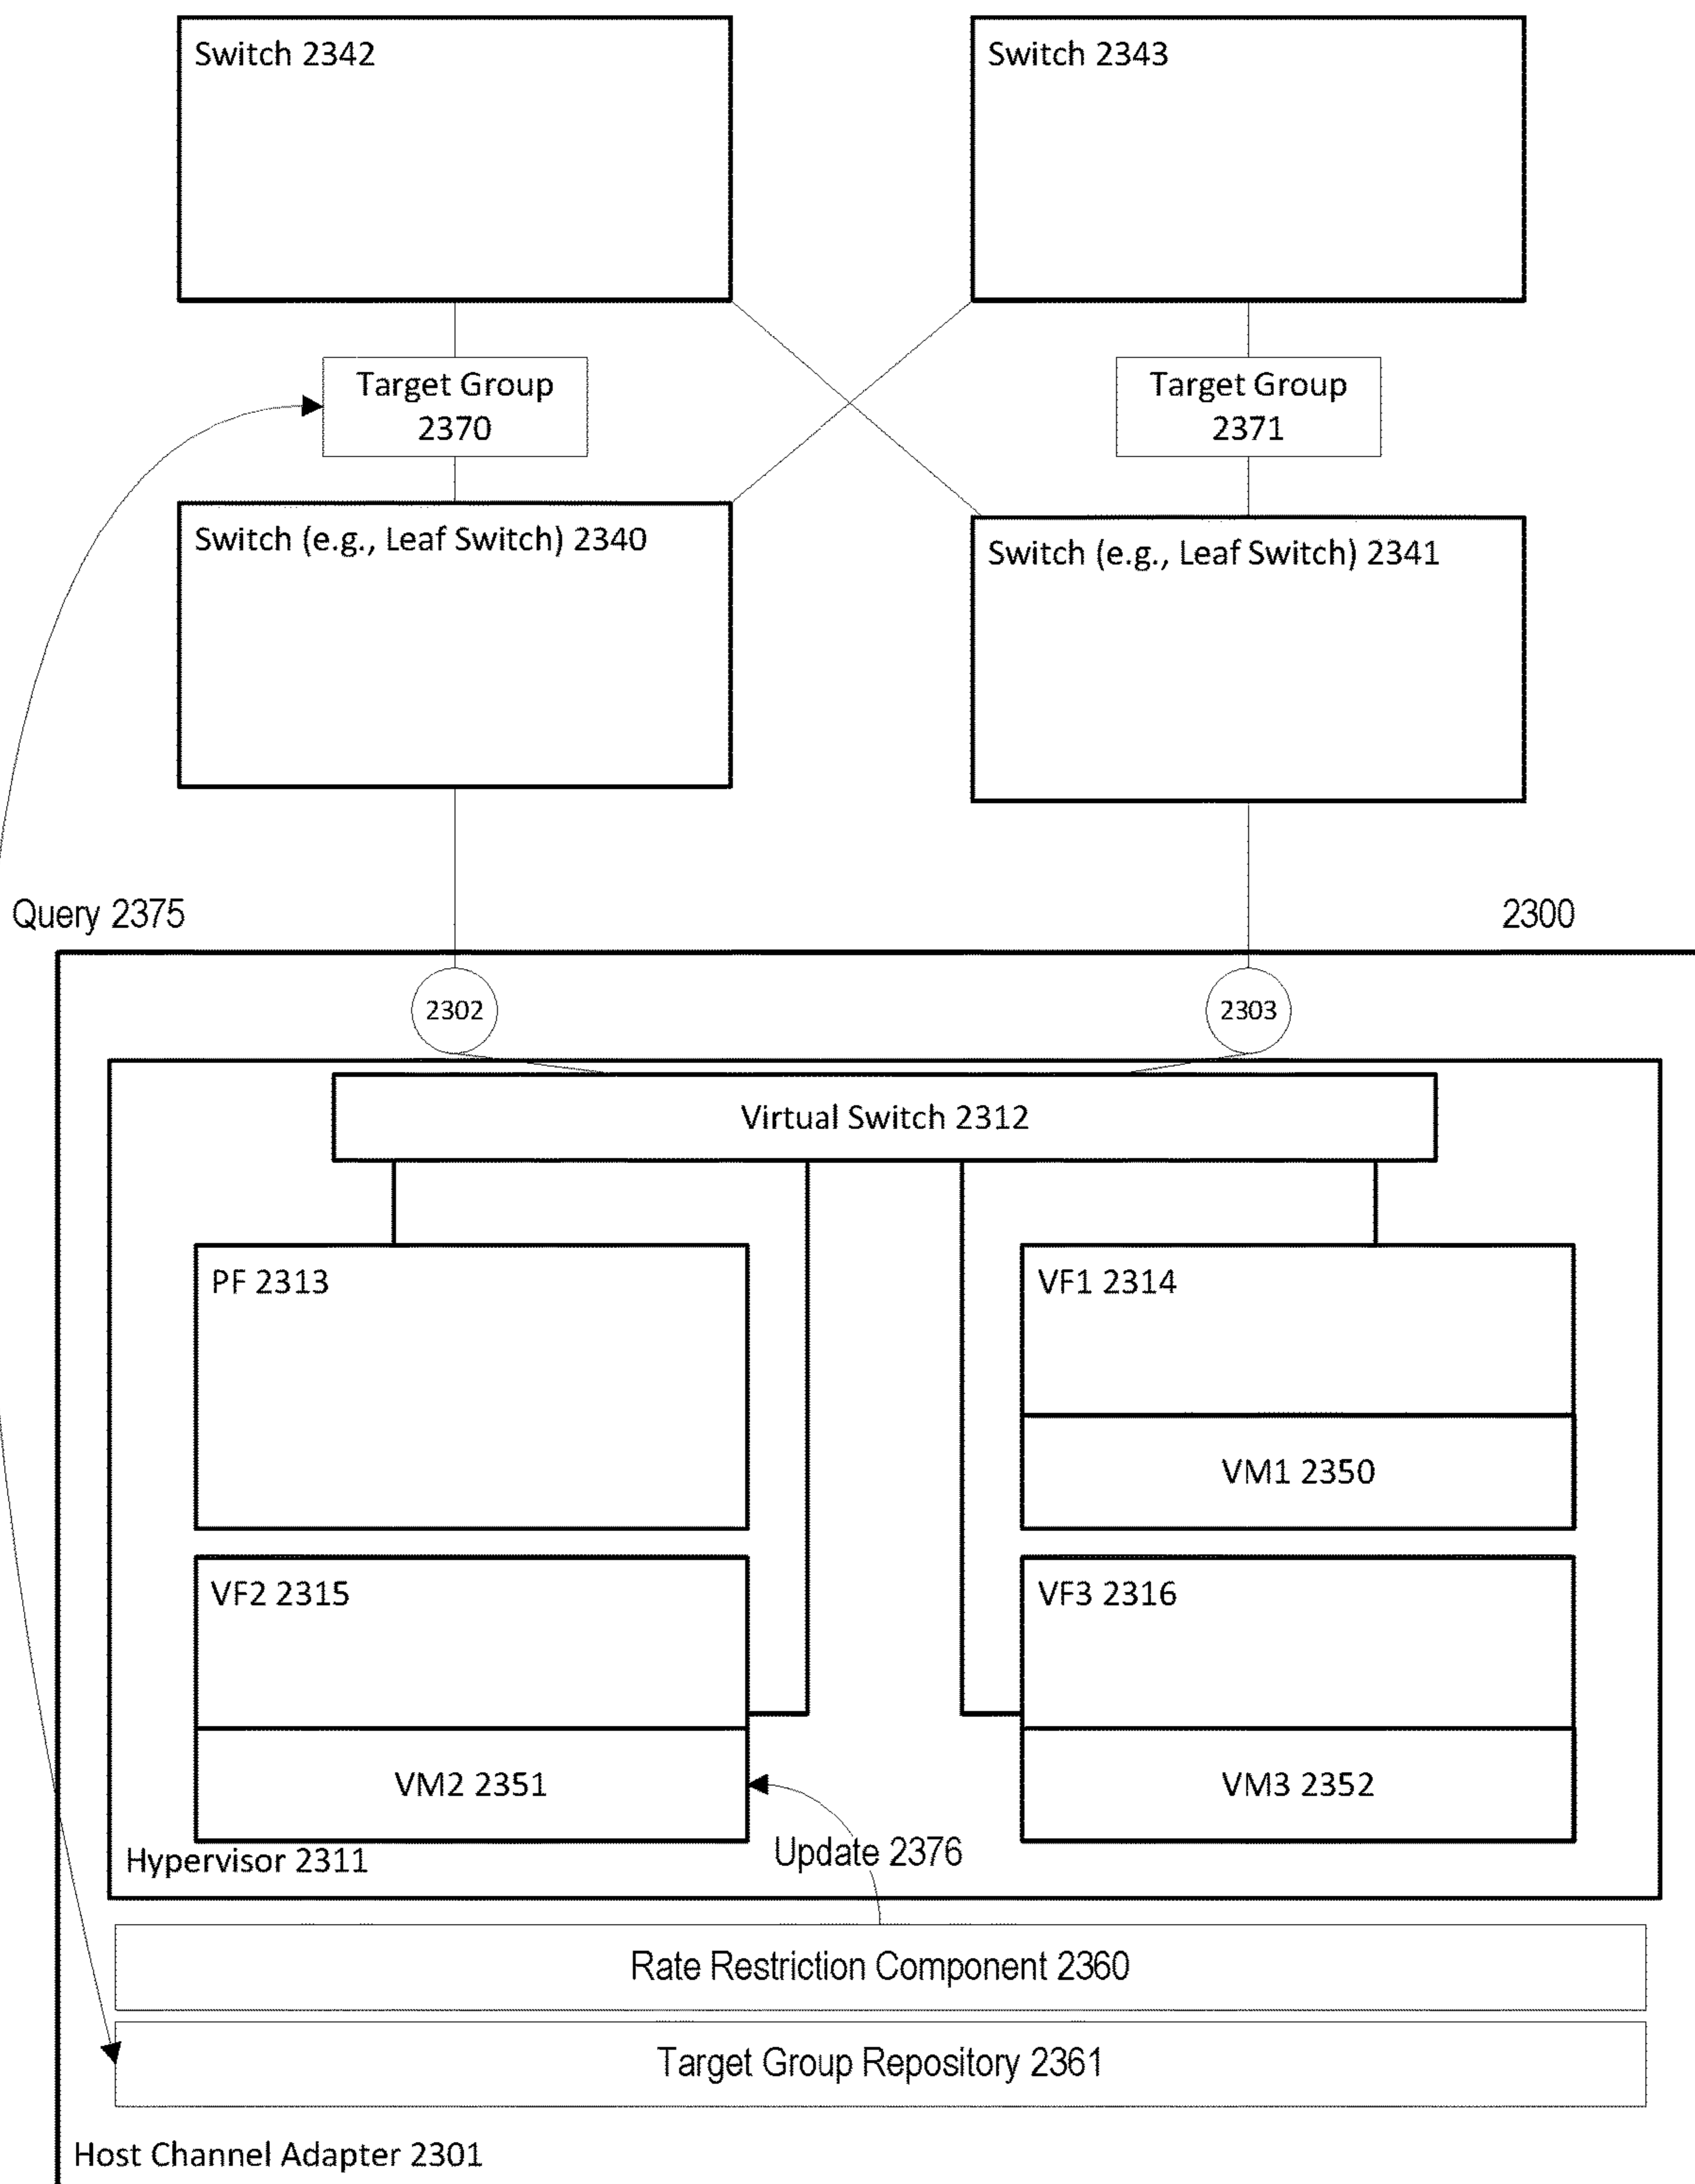 Switch 2342
Switch 2343
Target Group
2370
Target Group
2371
Switch (e.g., Leaf Switch) 2340
Switch (e.g., Leaf Switch) 2341
Query 2375
2300
2302
2303
Virtual Switch 2312
PF 2313
VF1 2314
VM1 2350
VF2 2315
VF3 2316
VM2 2351
VM3 2352
Update 2376
Hypervisor 2311
Rate Restriction Component 2360
Target Group Repository 2361
Host Channel Adapter 2301